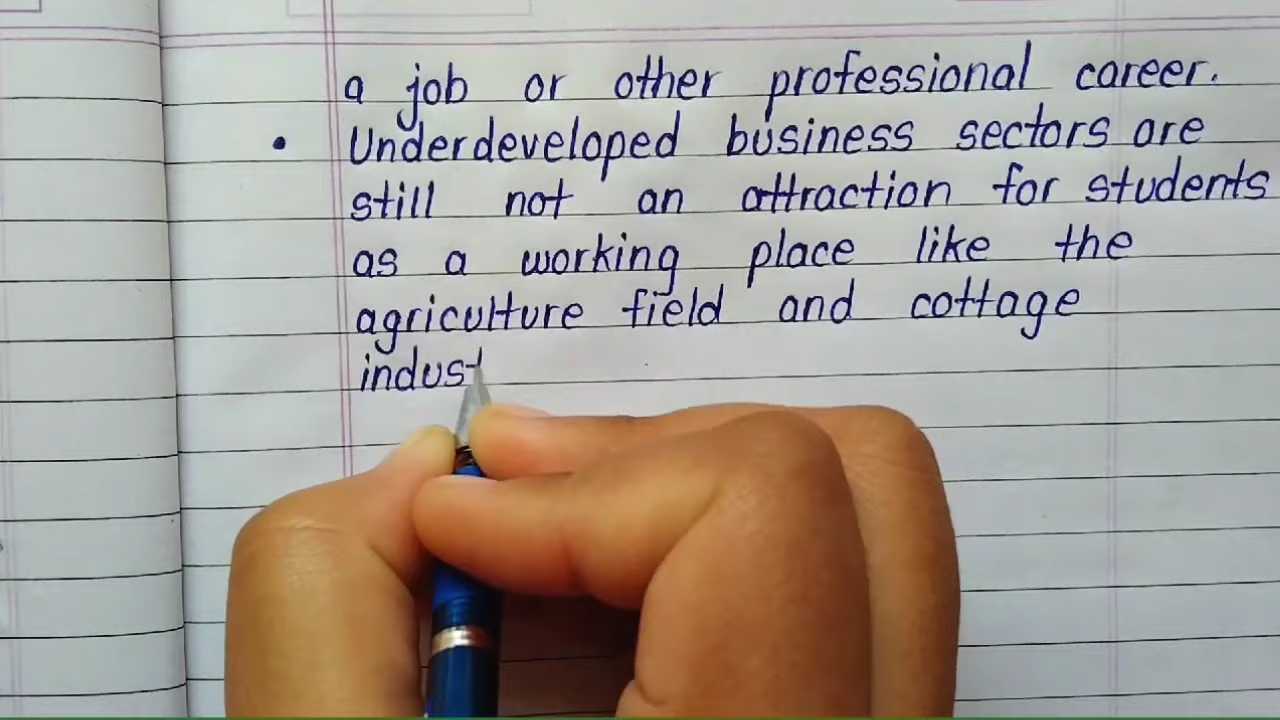 a job or other professional career.
• Underdeveloped business sectors are
still not an attraction for students
as a working place like the
agriculture field and cottage
indust